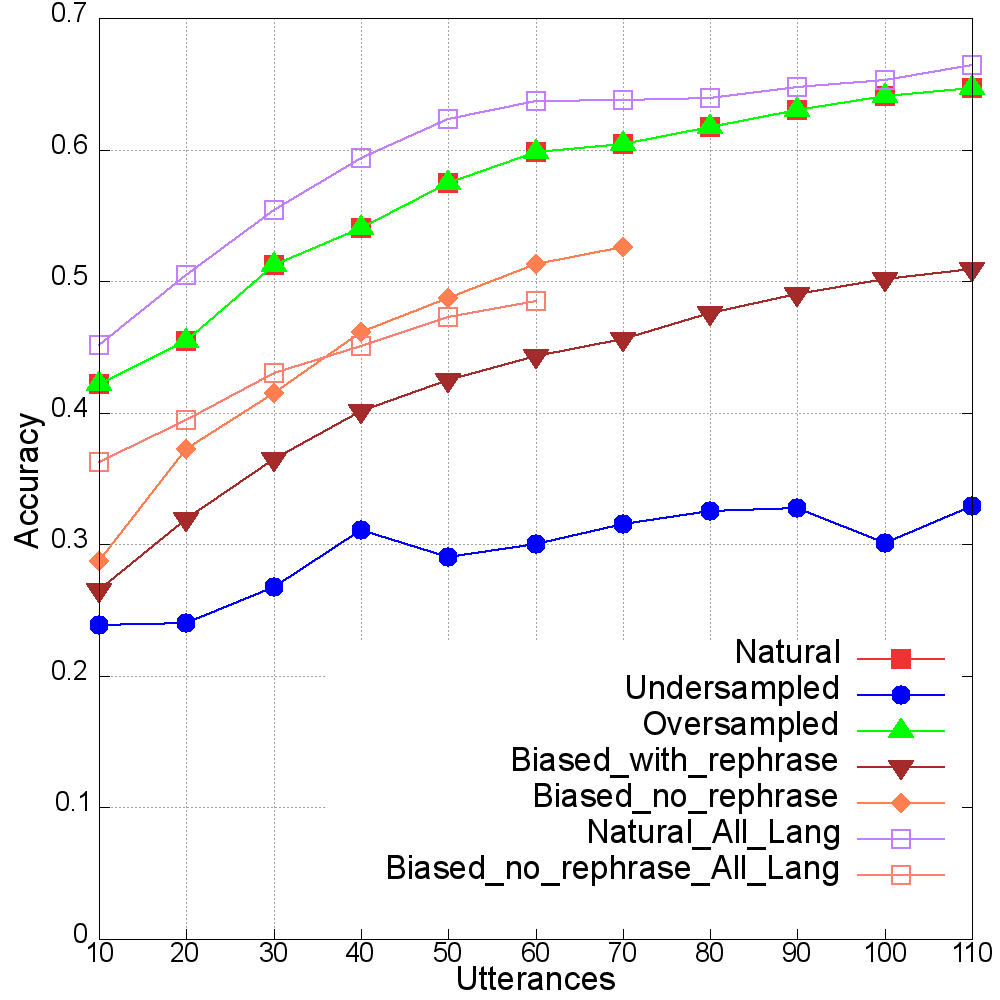 0.7
0.6
0.5
0.4
0.3
0.2
0.1
0
Accuracy
Natural
Undersampled
Oversampled
Biased_with_rephrase
Biased_no_rephrase
Natural_All_Lang
Biased_no_rephrase_All_Lang
10 20 30 40 50 60 70 80 90 100 110
Utterances